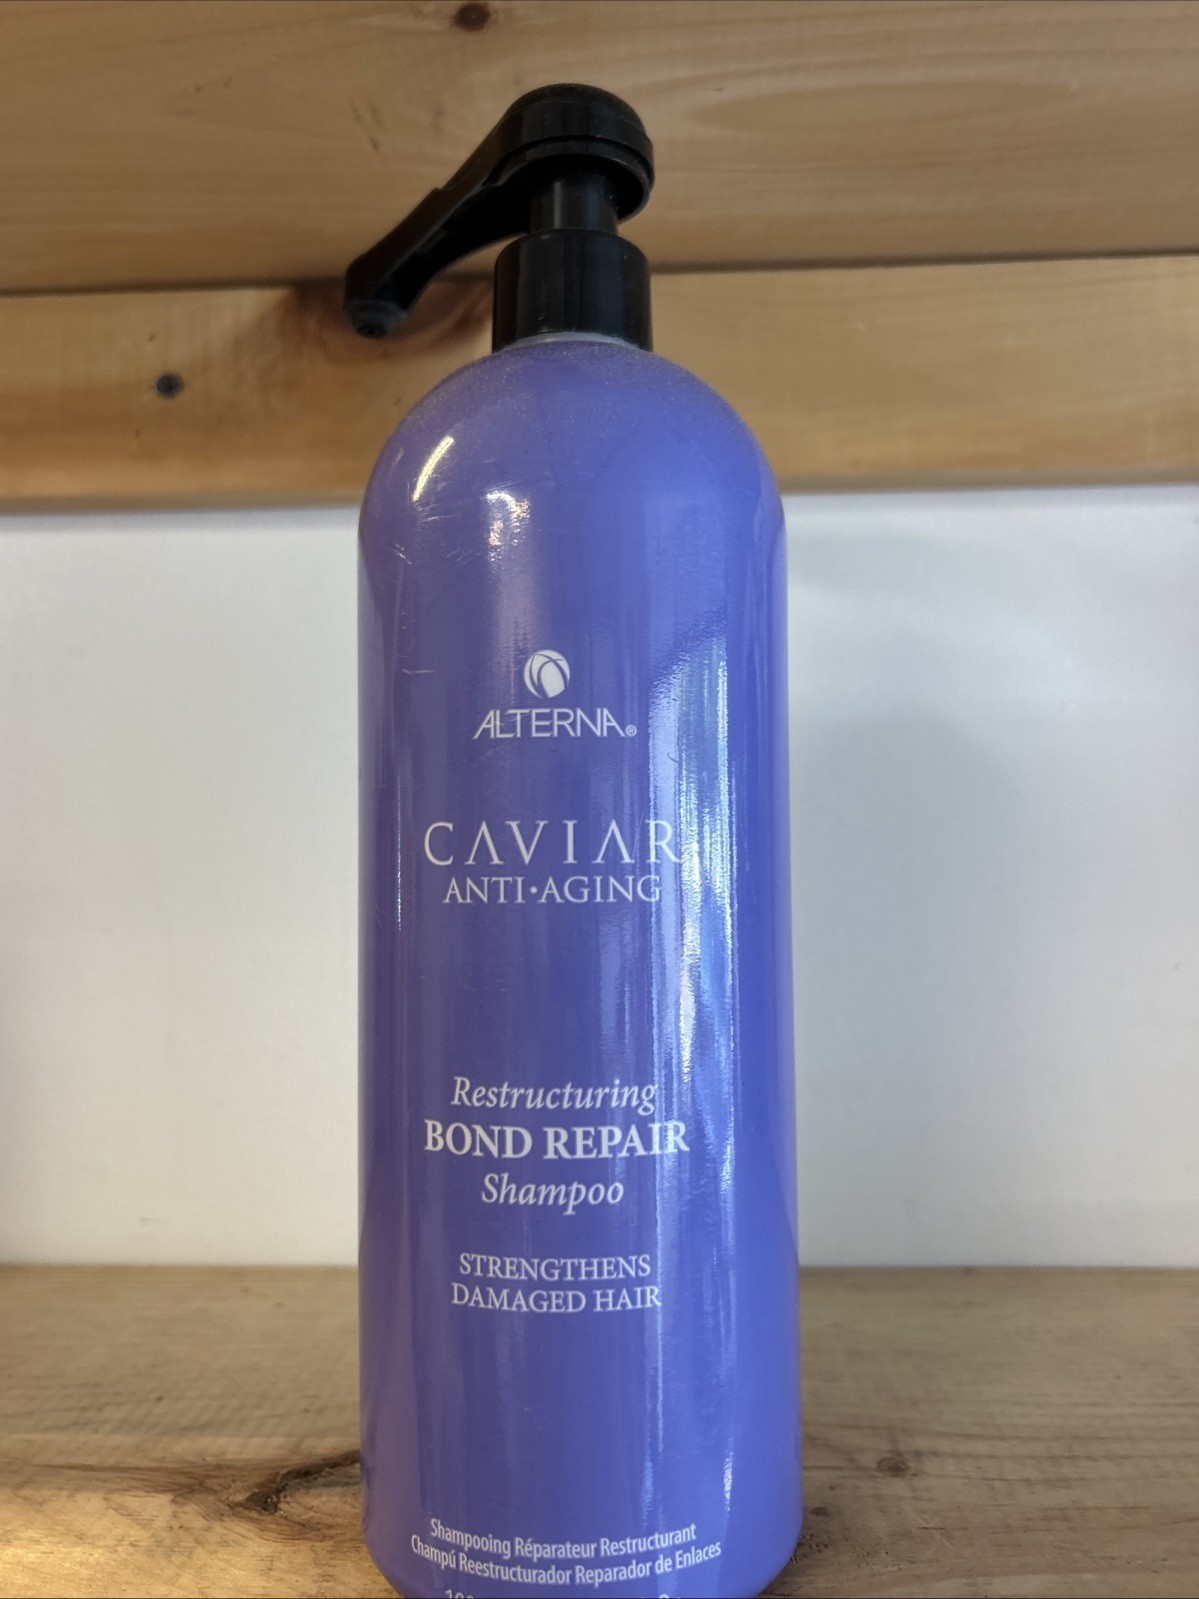 ALTERNA®
CAVIAR
ANTI•AGING
Restructuring
BOND REPAIR
Shampoo
STRENGTHENS
DAMAGED HAIR
Shampooing Réparateur Restructurant
Champú Reestructurador Reparador de Enlaces